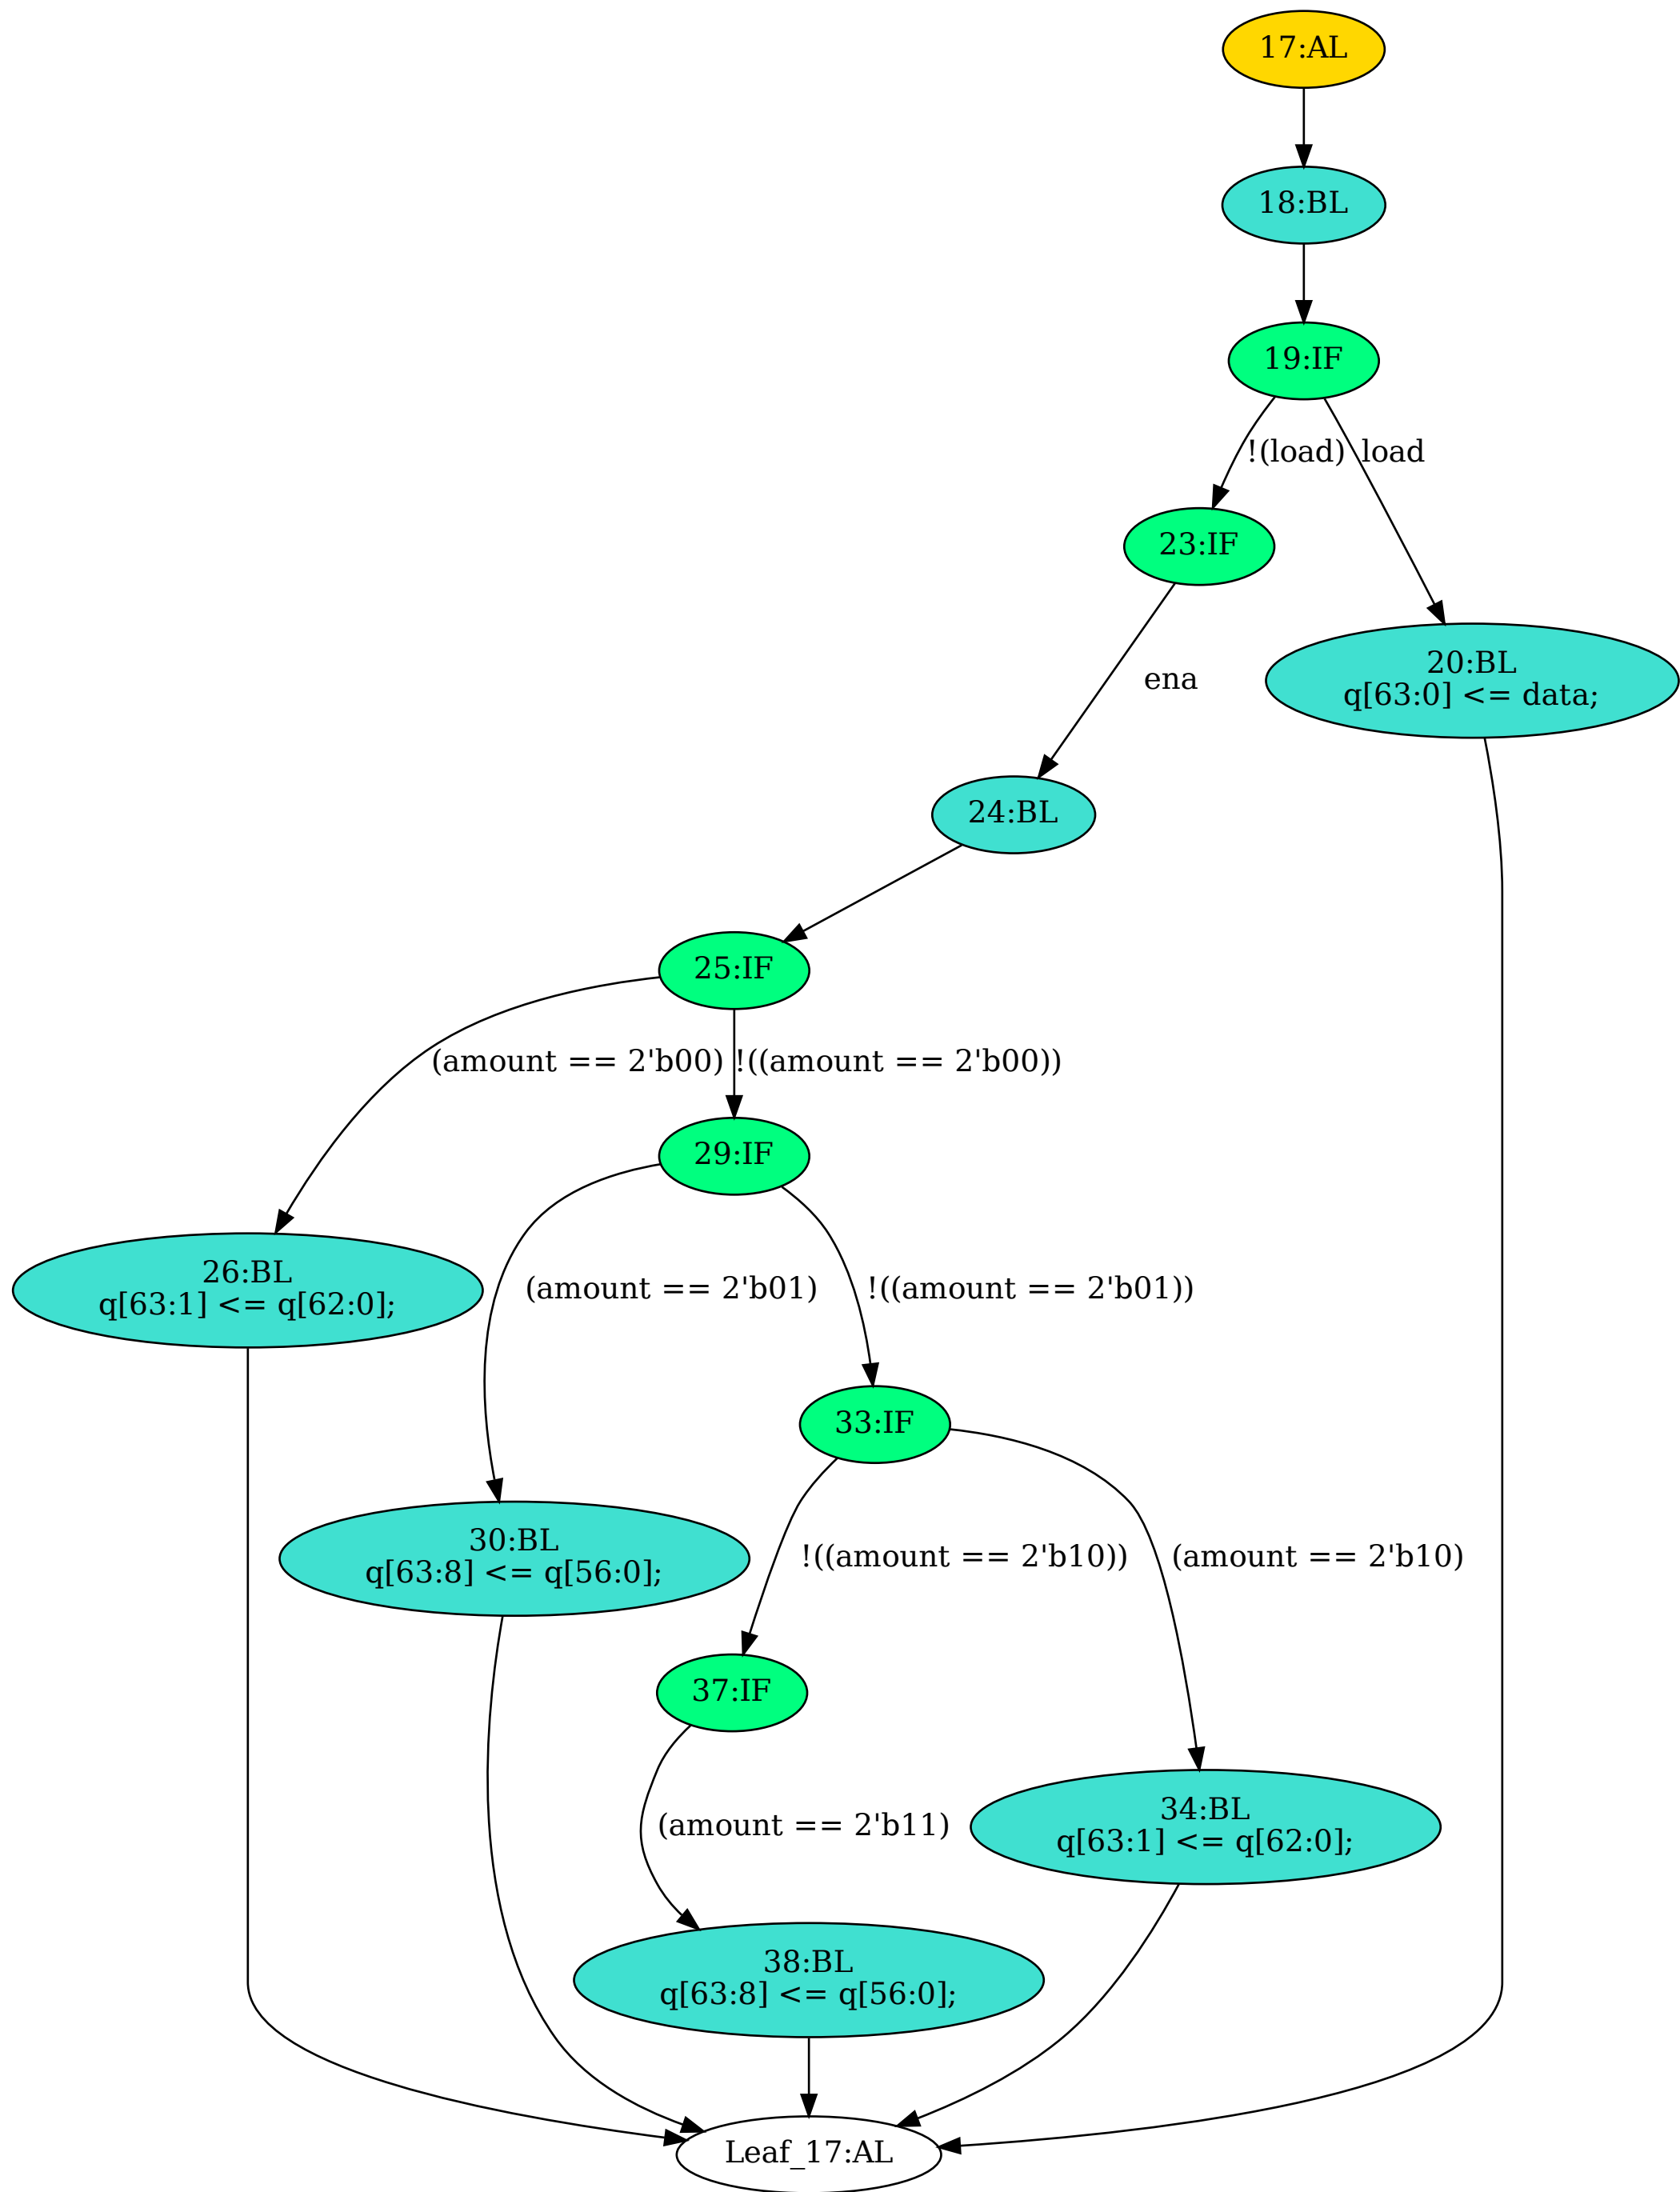 17:AL
18:BL
19:IF
!(load)
load
23:IF
20:BL
q[63:0] <= data;
ena
24:BL
25:IF
(amount == 2'b00)
!((amount == 2'b00))
29:IF
26:BL
q[63:1] <= q[62:0];
(amount == 2'b01)
!((amount == 2'b01))
33:IF
30:BL
q[63:8] <= q[56:0];
!((amount == 2'b10))
(amount == 2'b10)
37:IF
34:BL
q[63:1] <= q[62:0];
(amount == 2'b11)
38:BL
q[63:8] <= q[56:0];
Leaf_17:AL